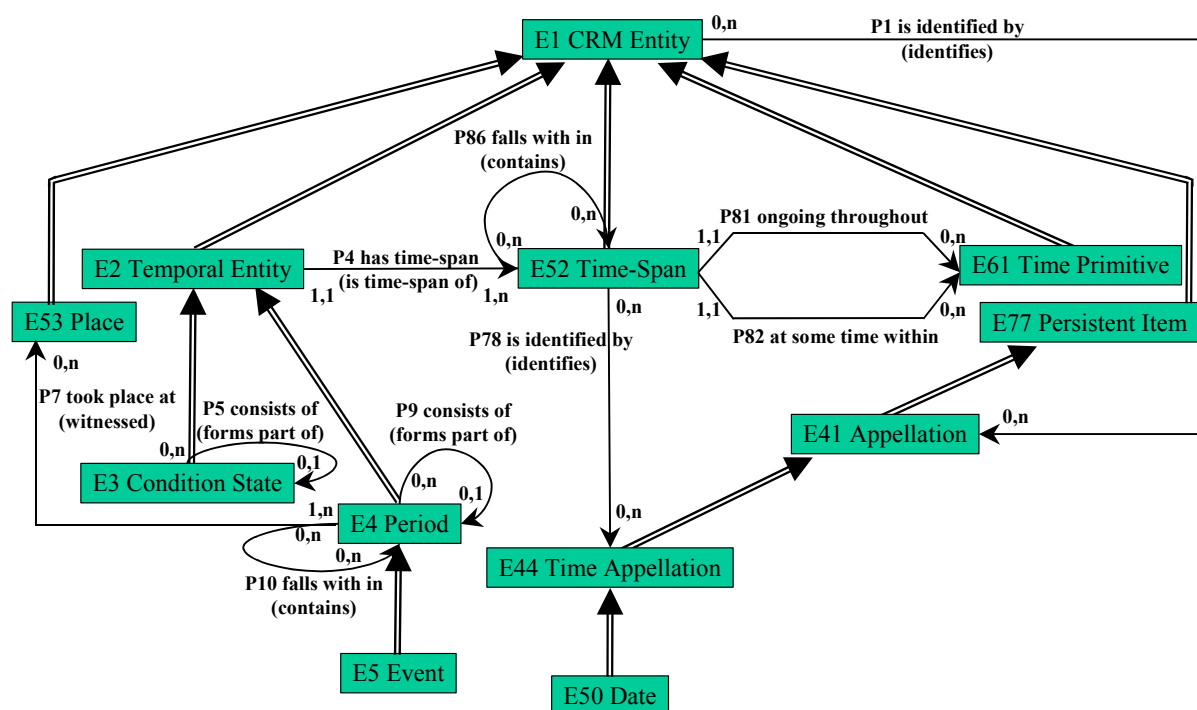 0,n
P1 is identified by
(identifies)
E1 CRM Entity
P86 falls with in
(contains)
0,n
0,n
P81 ongoing throughout
1,1
0,n
P4 has time-span
(is time-span of)
1,1
1,n
E2 Temporal Entity
E52 Time-Span
E61 Time Primitive
0,n
1,1
0,n
P82 at some time within
E53 Place
E77 Persistent Item
0,n
P78 is identified by
(identifies)
P7 took place at
(witnessed)
P5 consists of
(forms part of)
0,n
0,1
P9 consists of
(forms part of)
0,n
0,1
E41 Appellation
0,n
E3 Condition State
1,n
0,n
0,n
E4 Period
0,n
P10 falls with in
(contains)
E44 Time Appellation
E5 Event
E50 Date